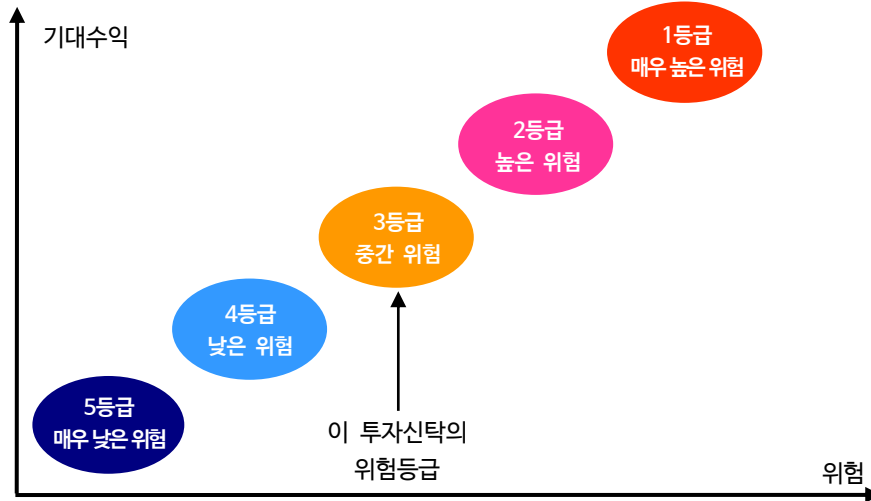 기대수익
1등급
매우 높은 위험
2등급
높은 위험
3등급
중간 위험
4등급
낮은 위험
5등급
매우 낮은 위험
이 투자신탁의
위험등급
위험